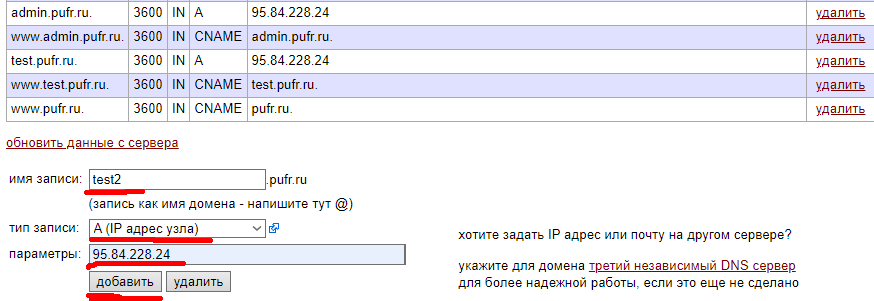 admin.pufr.ru. 3600 IN A 95.84.228.24 удалить
www.admin.pufr.ru. 3600 IN CNAME admin.pufr.ru. удалить
test.pufr.ru. 3600 IN A 95.84.228.24 удалить
www.test.pufr.ru. 3600 IN CNAME test.pufr.ru. удалить
www.pufr.ru. 3600 IN CNAME pufr.ru. удалить
обновить данные с сервера
имя записи: test2 .pufr.ru
(запись как имя домена - напишите тут @)
тип записи: A (IP адрес узла)
хотите задать IP адрес или почту на другом сервере?
параметры: 95.84.228.24
укажите для домена третий независимый DNS сервер
добавить удалить
для более надежной работы, если это еще не сделано